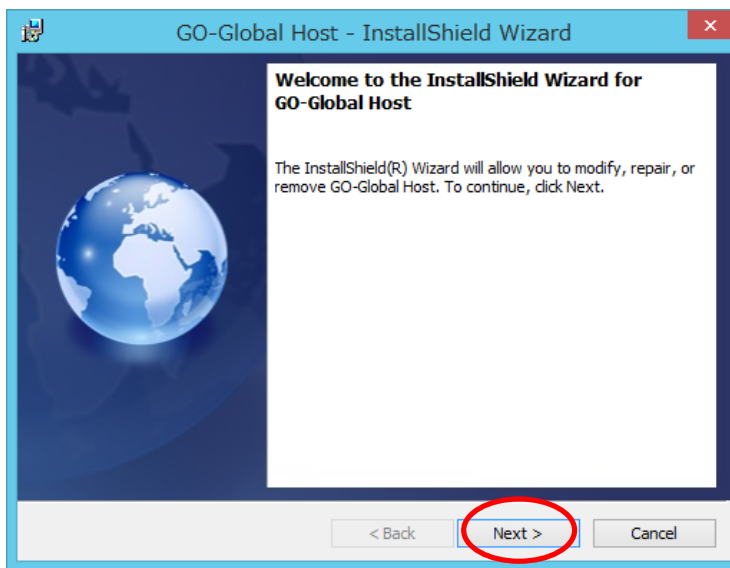 GO-Global Host - InstallShield Wizard
Welcome to the InstallShield Wizard for
GO-Global Host
The InstallShield(R) Wizard will allow you to modify, repair, or
remove GO-Global Host. To continue, click Next.
< Back Next > Cancel